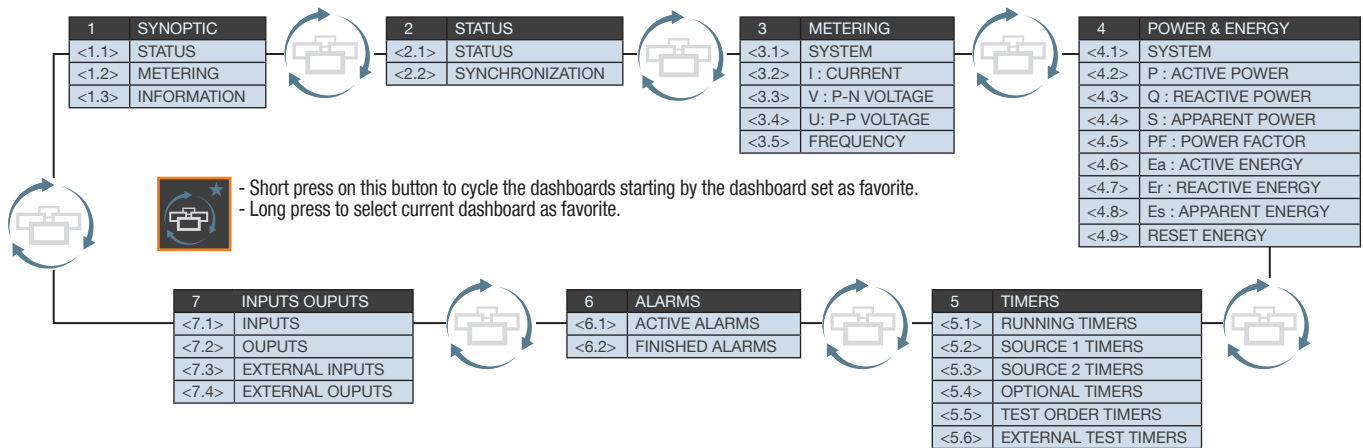 1 SYNOPTIC
<1.1> STATUS
<1.2> METERING
<1.3> INFORMATION
2 STATUS
<2.1> STATUS
<2.2> SYNCHRONIZATION
3 METERING
<3.1> SYSTEM
<3.2> I : CURRENT
<3.3> V : P-N VOLTAGE
<3.4> U: P-P VOLTAGE
<3.5> FREQUENCY
4 POWER & ENERGY
<4.1> SYSTEM
<4.2> P : ACTIVE POWER
<4.3> Q : REACTIVE POWER
<4.4> S : APPARENT POWER
<4.5> PF : POWER FACTOR
<4.6> Ea : ACTIVE ENERGY
<4.7> Er : REACTIVE ENERGY
<4.8> Es : APPARENT ENERGY
<4.9> RESET ENERGY
- Short press on this button to cycle the dashboards starting by the dashboard set as favorite.
- Long press to select current dashboard as favorite.
7 INPUTS OUPUTS
<7.1> INPUTS
<7.2> OUPUTS
<7.3> EXTERNAL INPUTS
<7.4> EXTERNAL OUPUTS
6 ALARMS
<6.1> ACTIVE ALARMS
<6.2> FINISHED ALARMS
5 TIMERS
<5.1> RUNNING TIMERS
<5.2> SOURCE 1 TIMERS
<5.3> SOURCE 2 TIMERS
<5.4> OPTIONAL TIMERS
<5.5> TEST ORDER TIMERS
<5.6> EXTERNAL TEST TIMERS